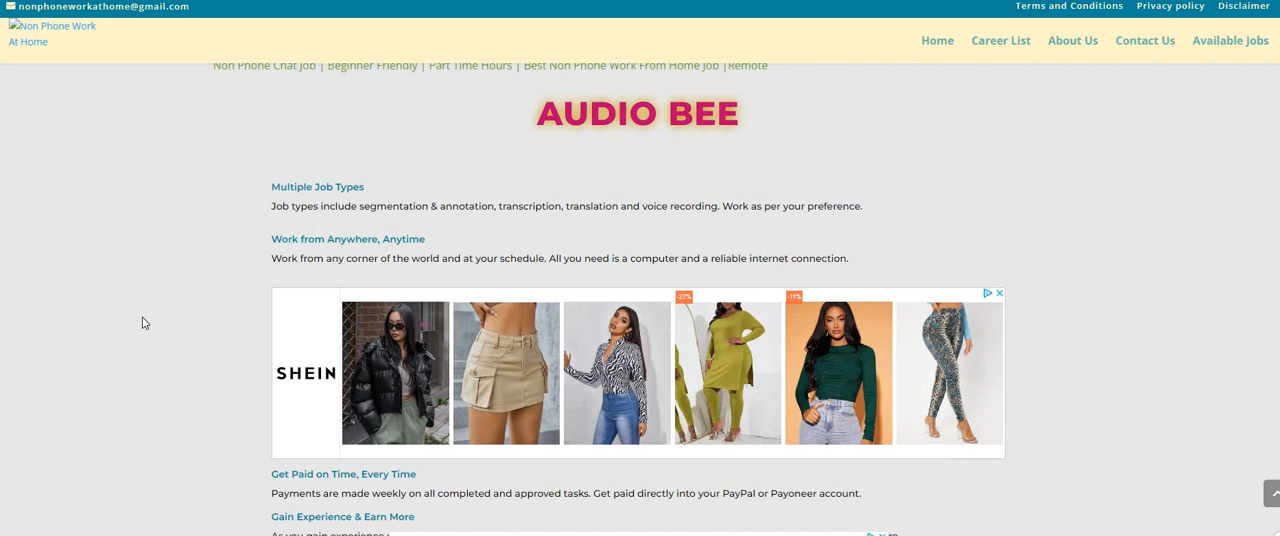 nonphoneworkathome@gmail.com
Terms and Conditions Privacy policy Disclaimer
Non Phone Work
At Home
Home Career List About Us Contact Us Available Jobs
Non Phone Chat Job | Beginner Friendly | Part Time Hours | Best Non Phone Work From Home Job |Remote
AUDIO BEE
Multiple Job Types
Job types include segmentation & annotation, transcription, translation and voice recording. Work as per your preference.
Work from Anywhere, Anytime
Work from any corner of the world and at your schedule. All you need is a computer and a reliable internet connection.
-27%
-11%
SHEIN
Get Paid on Time, Every Time
Payments are made weekly on all completed and approved tasks. Get paid directly into your PayPal or Payoneer account.
Gain Experience & Earn More
As you gain experience